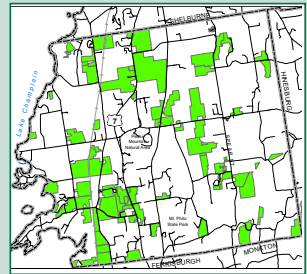 SHELBURNE
Lake Champlain
HINESBURG
7
Mountain
Natural Area
Mt. Philo
State Park
MONKTON
FERRISBURGH